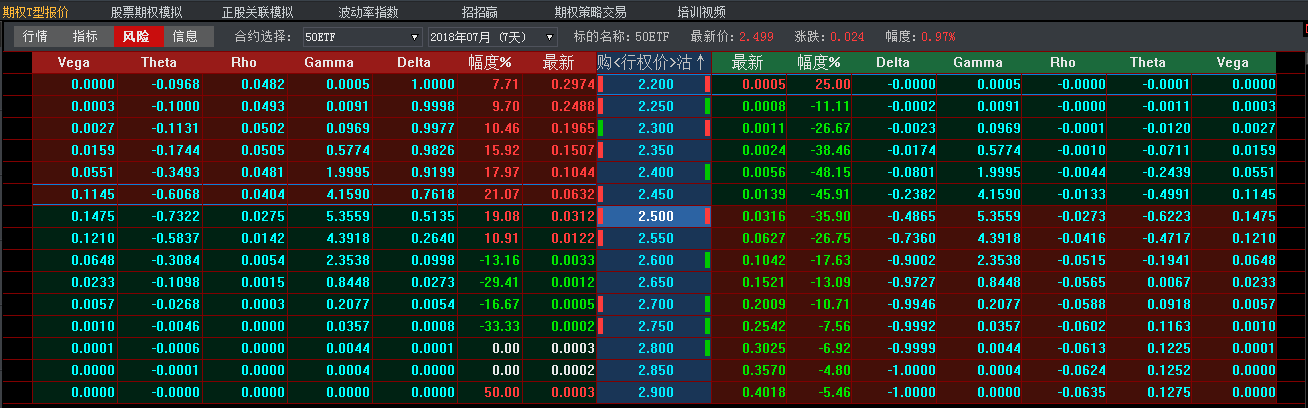 期权T型报价 股票期权模拟 正股关联模拟 波动率指数 招招赢 期权策略交易 培训视频
行情 指标 风险 信息 合约选择: 50ETF 2018年07月 (7天) 标的名称: 50ETF 最新价: 2.499 涨跌: 0.024 幅度: 0.97%
Vega Theta Rho Gamma Delta 幅度% 最新 购<行权价>沽↑ 最新 幅度% Delta Gamma Rho Theta Vega
0.0000 -0.0968 0.0482 0.0005 1.0000 7.71 0.2974 2.200 0.0005 25.00 -0.0000 0.0005 -0.0000 -0.0001 0.0000
0.0003 -0.1000 0.0493 0.0091 0.9998 9.70 0.2488 2.250 0.0008 -11.11 -0.0002 0.0091 -0.0000 -0.0011 0.0003
0.0027 -0.1131 0.0502 0.0969 0.9977 10.46 0.1965 2.300 0.0011 -26.67 -0.0023 0.0969 -0.0001 -0.0120 0.0027
0.0159 -0.1744 0.0505 0.5774 0.9826 15.92 0.1507 2.350 0.0024 -38.46 -0.0174 0.5774 -0.0010 -0.0711 0.0159
0.0551 -0.3493 0.0481 1.9995 0.9199 17.97 0.1044 2.400 0.0056 -48.15 -0.0801 1.9995 -0.0044 -0.2439 0.0551
0.1145 -0.6068 0.0404 4.1590 0.7618 21.07 0.0632 2.450 0.0139 -45.91 -0.2382 4.1590 -0.0133 -0.4991 0.1145
0.1475 -0.7322 0.0275 5.3559 0.5135 19.08 0.0312 2.500 0.0316 -35.90 -0.4865 5.3559 -0.0273 -0.6223 0.1475
0.1210 -0.5837 0.0142 4.3918 0.2640 10.91 0.0122 2.550 0.0627 -26.75 -0.7360 4.3918 -0.0416 -0.4717 0.1210
0.0648 -0.3084 0.0054 2.3538 0.0998 -13.16 0.0033 2.600 0.1042 -17.63 -0.9002 2.3538 -0.0515 -0.1941 0.0648
0.0233 -0.1098 0.0015 0.8448 0.0273 -29.41 0.0012 2.650 0.1521 -13.09 -0.9727 0.8448 -0.0565 0.0067 0.0233
0.0057 -0.0268 0.0003 0.2077 0.0054 -16.67 0.0005 2.700 0.2009 -10.71 -0.9946 0.2077 -0.0588 0.0918 0.0057
0.0010 -0.0046 0.0000 0.0357 0.0008 -33.33 0.0002 2.750 0.2542 -7.56 -0.9992 0.0357 -0.0602 0.1163 0.0010
0.0001 -0.0006 0.0000 0.0044 0.0001 0.00 0.0003 2.800 0.3025 -6.92 -0.9999 0.0044 -0.0613 0.1225 0.0001
0.0000 -0.0001 0.0000 0.0004 0.0000 0.00 0.0002 2.850 0.3570 -4.80 -1.0000 0.0004 -0.0624 0.1252 0.0000
0.0000 -0.0000 0.0000 0.0000 0.0000 50.00 0.0003 2.900 0.4018 -5.46 -1.0000 0.0000 -0.0635 0.1275 0.0000